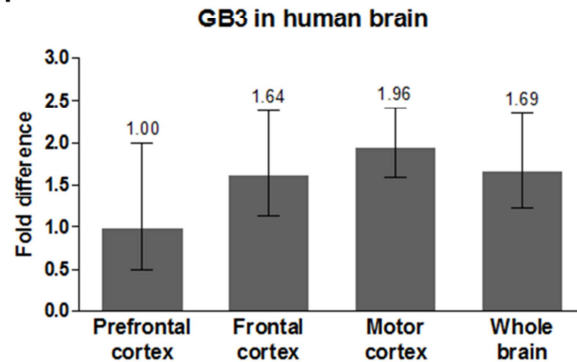 GB3 in human brain
Fold difference
3.0
2.5
2.0
1.5
1.0
0.5
0.0
1.00
1.64
1.96
1.69
Prefrontal
cortex
Frontal
cortex
Motor
cortex
Whole
brain